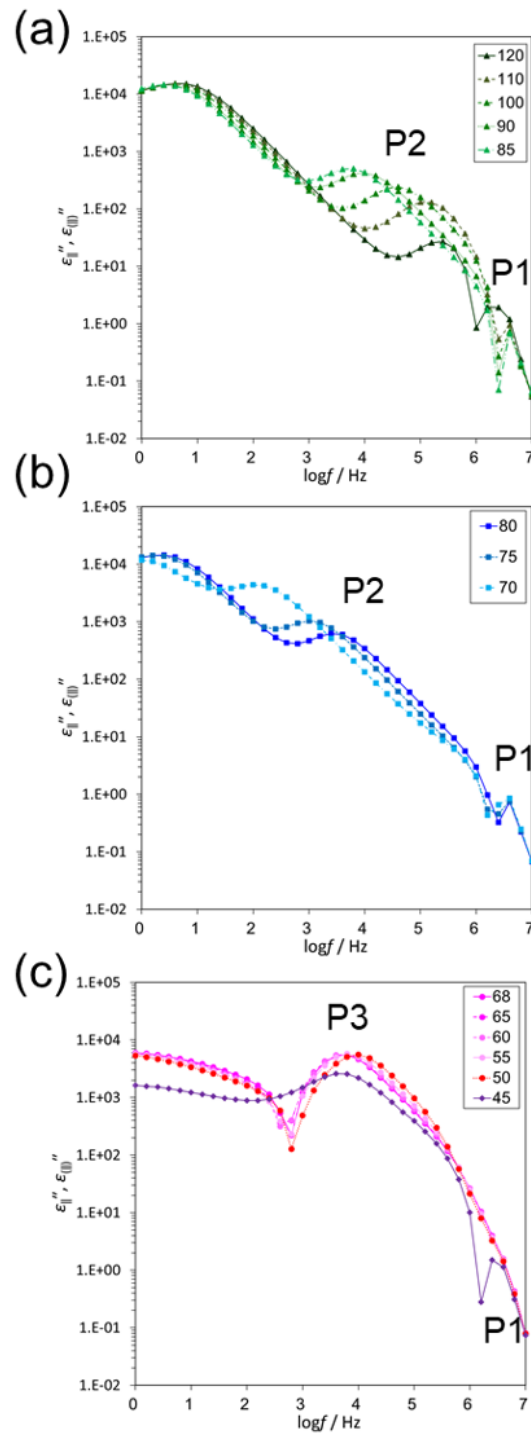 (a)
1.E+05
1.E+04
1.E+03
1.E+02
1.E+01
1.E+00
1.E-01
1.E-02
ε||″, ε(||)″
0 1 2 3 4 5 6 7
logf / Hz
120
110
100
90
85
P2
P1
(b)
1.E+05
1.E+04
1.E+03
1.E+02
1.E+01
1.E+00
1.E-01
1.E-02
ε||″, ε(||)″
0 1 2 3 4 5 6 7
logf / Hz
80
75
70
P2
P1
(c)
1.E+05
1.E+04
1.E+03
1.E+02
1.E+01
1.E+00
1.E-01
1.E-02
ε||″, ε(||)″
0 1 2 3 4 5 6 7
logf / Hz
68
65
60
55
50
45
P3
P1